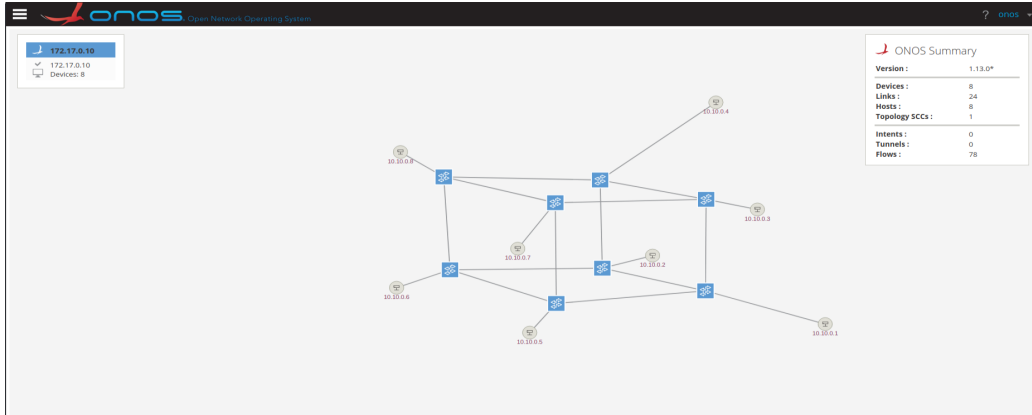 onos Open Network Operating System
? onos
172.17.0.10
172.17.0.10
Devices: 8
ONOS Summary
Version : 1.13.0*
Devices : 8
Links : 24
Hosts : 8
Topology SCCs : 1
Intents : 0
Tunnels : 0
Flows : 78
10.10.0.4
10.10.0.8
10.10.0.3
10.10.0.7
10.10.0.2
10.10.0.6
10.10.0.1
10.10.0.5